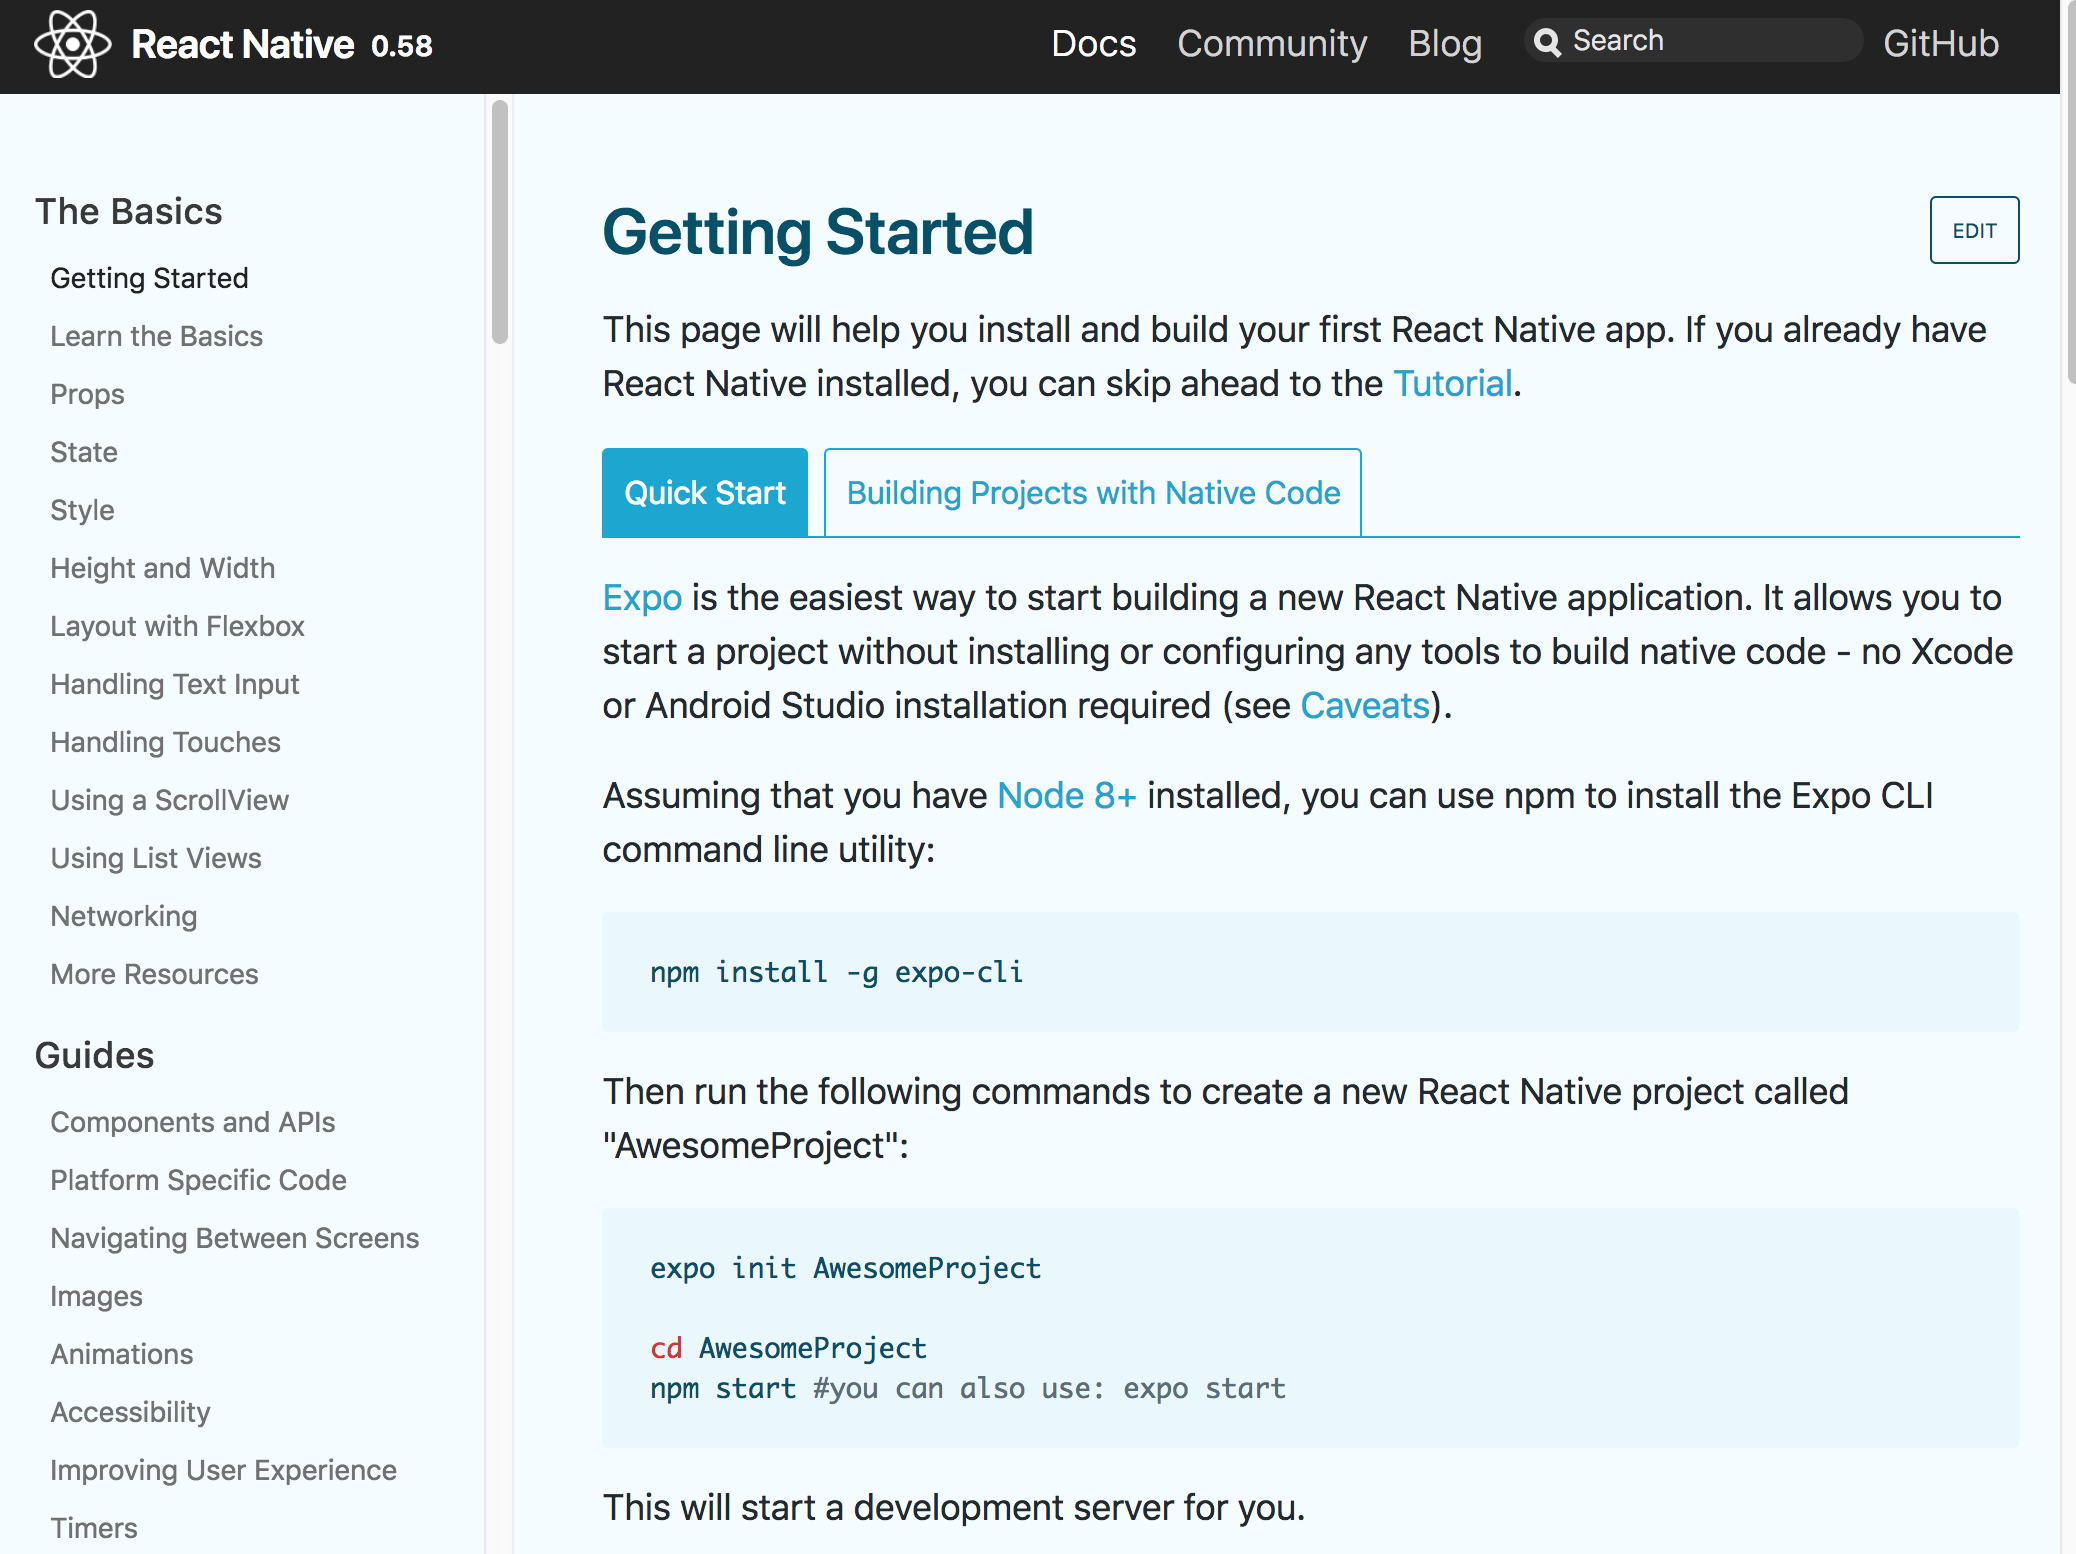 React Native 0.58
Docs Community Blog Search GitHub
The Basics
Getting Started
Learn the Basics
Props
State
Style
Height and Width
Layout with Flexbox
Handling Text Input
Handling Touches
Using a ScrollView
Using List Views
Networking
More Resources
Guides
Components and APIs
Platform Specific Code
Navigating Between Screens
Images
Animations
Accessibility
Improving User Experience
Timers
Getting Started
EDIT
This page will help you install and build your first React Native app. If you already have
React Native installed, you can skip ahead to the Tutorial.
Quick Start Building Projects with Native Code
Expo is the easiest way to start building a new React Native application. It allows you to
start a project without installing or configuring any tools to build native code - no Xcode
or Android Studio installation required (see Caveats).
Assuming that you have Node 8+ installed, you can use npm to install the Expo CLI
command line utility:
npm install -g expo-cli
Then run the following commands to create a new React Native project called
"AwesomeProject":
expo init AwesomeProject
cd AwesomeProject
npm start #you can also use: expo start
This will start a development server for you.